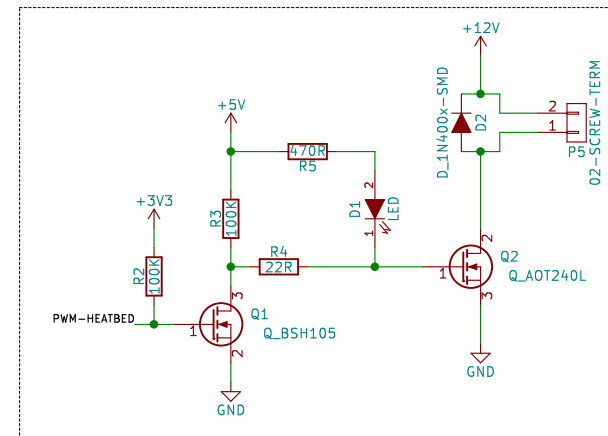 +12V
D_1N400x-SMD
D2
2
1
P5
02-SCREW-TERM
+5V
470R
R5
2
D1
LED
1
+3V3
R3
100K
R4
22R
R2
100K
2
Q2
1
Q_AOT240L
3
PWM-HEATBED
3
Q1
1
Q_BSH105
2
GND
GND